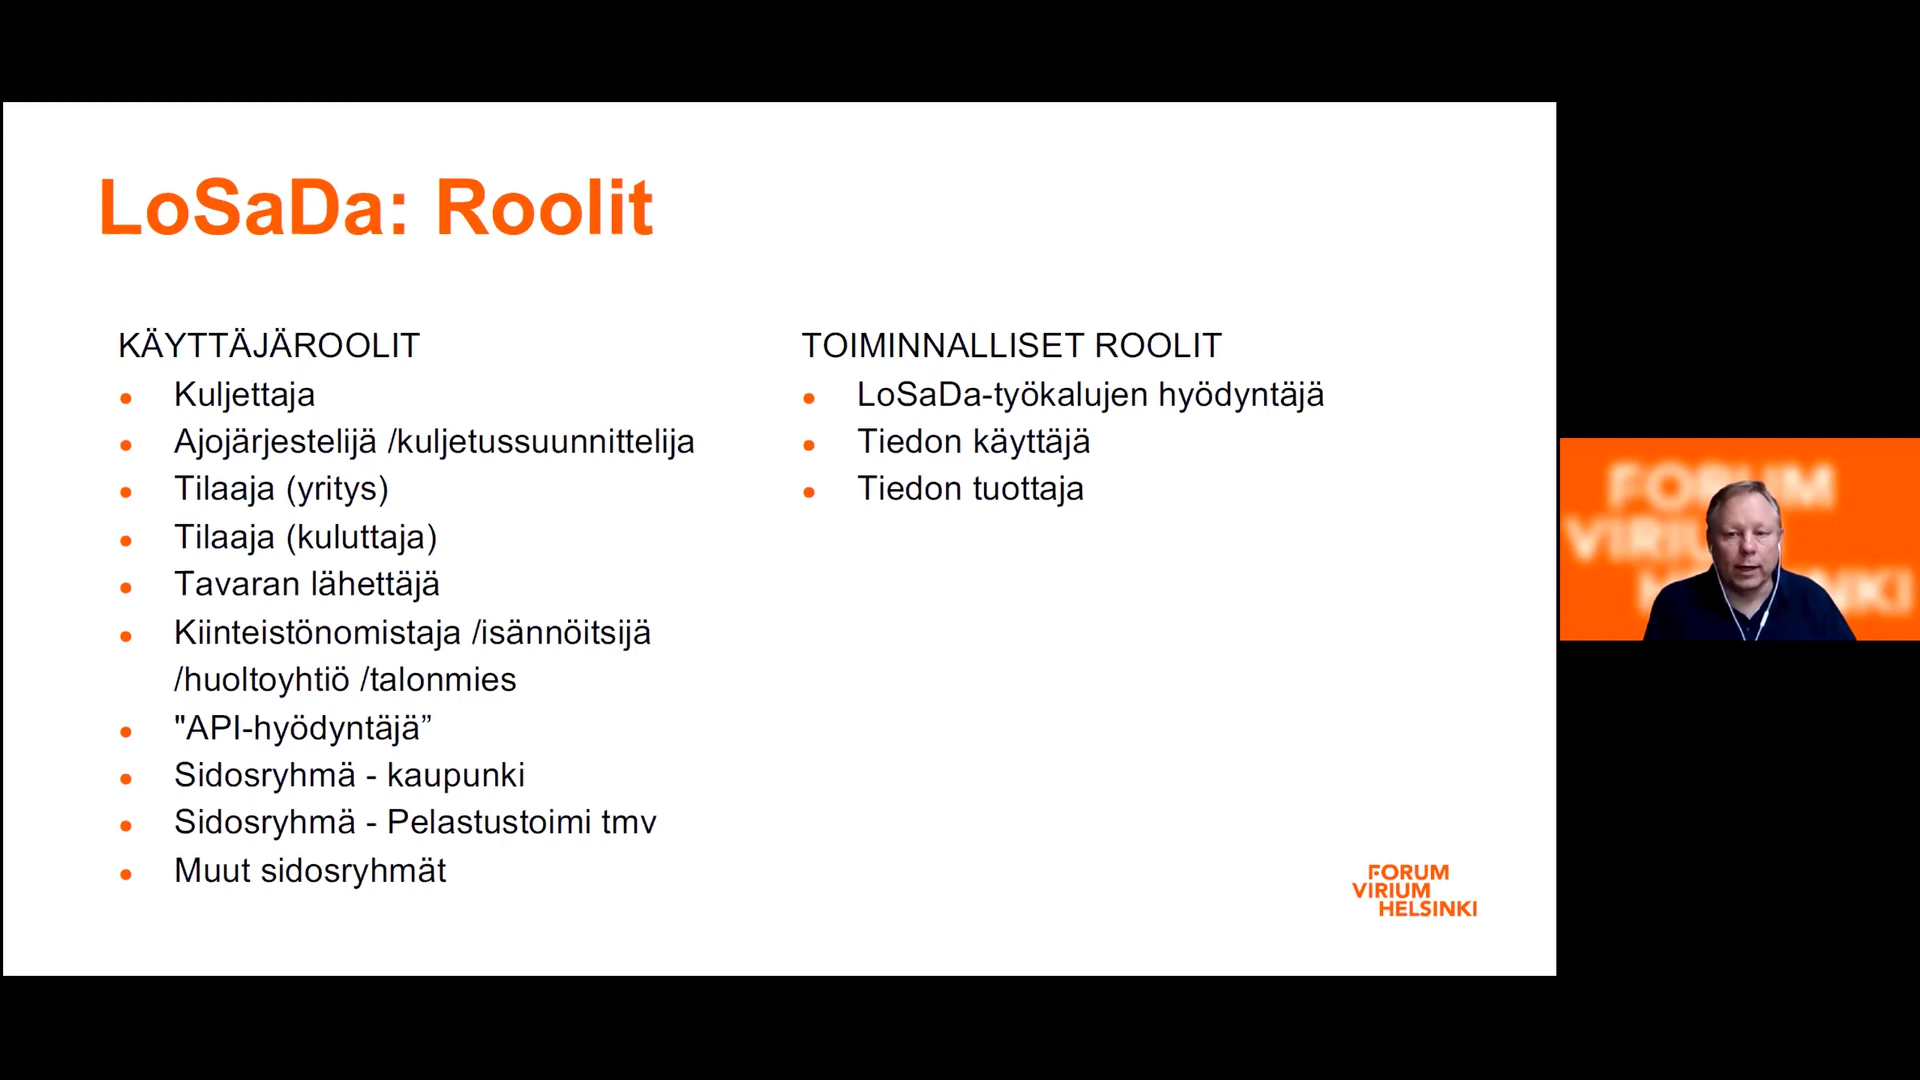 LoSaDa: Roolit
KÄYTTÄJÄROOLIT
Kuljettaja
Ajojärjestelijä /kuljetussuunnittelija
Tilaaja (yritys)
Tilaaja (kuluttaja)
Tavaran lähettäjä
Kiinteistönomistaja /isännöitsijä
/huoltoyhtiö /talonmies
"API-hyödyntäjä”
Sidosryhmä - kaupunki
Sidosryhmä - Pelastustoimi tmv
Muut sidosryhmät
TOIMINNALLISET ROOLIT
LoSaDa-työkalujen hyödyntäjä
Tiedon käyttäjä
Tiedon tuottaja
FORUM
VIRIUM
HELSINKI